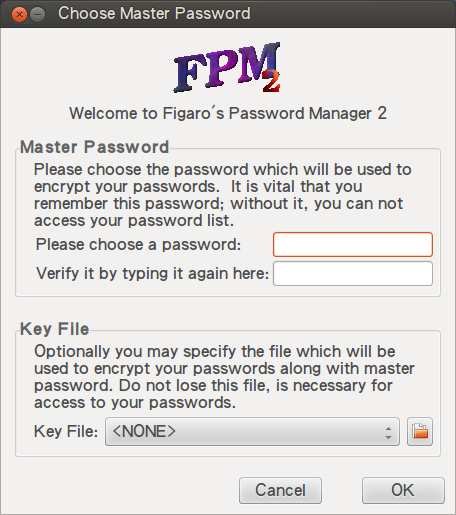 Choose Master Password
FPM2
Welcome to Figaro´s Password Manager 2
Master Password
Please choose the password which will be used to
encrypt your passwords.  It is vital that you
remember this password; without it, you can not
access your password list.
Please choose a password:
Verify it by typing it again here:
Key File
Optionally you may specify the file which will be
used to encrypt your passwords along with master
password. Do not lose this file, is necessary for
access to your passwords.
Key File: <NONE>
Cancel OK